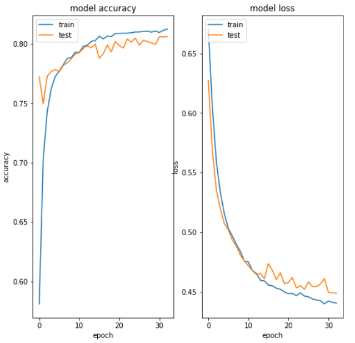 model accuracy
train
test
0.80
0.75
0.70
0.65
0.60
accuracy
0
10
20
30
epoch
model loss
train
test
0.65
0.60
0.55
0.50
0.45
loss
0
10
20
30
epoch